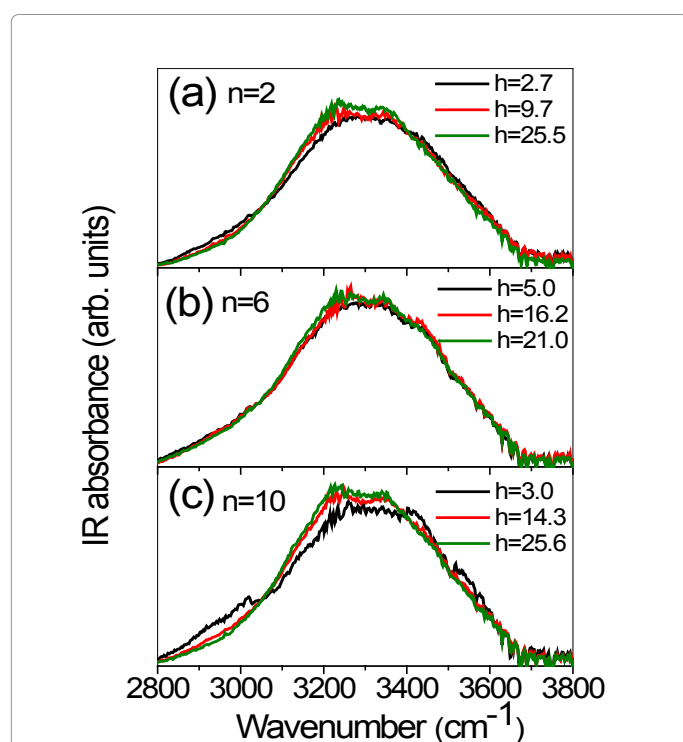 (a) n=2
h=2.7
h=9.7
h=25.5
(b) n=6
h=5.0
h=16.2
h=21.0
(c) n=10
h=3.0
h=14.3
h=25.6
IR absorbance (arb. units)
2800 3000 3200 3400 3600 3800
Wavenumber (cm⁻¹)